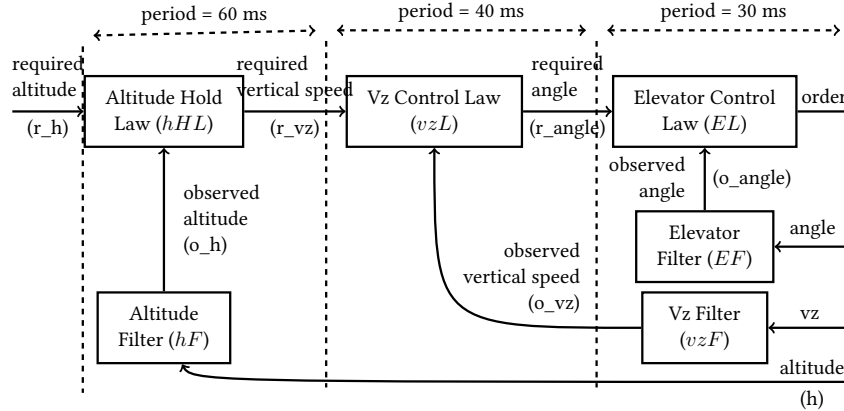 period = 60 ms
period = 40 ms
period = 30 ms
required
altitude
(r_h)
Altitude Hold
Law (hHL)
required
vertical speed
(r_vz)
Vz Control Law
(vzL)
required
angle
(r_angle)
Elevator Control
Law (EL)
order
observed
altitude
(o_h)
observed
angle
(o_angle)
Elevator
Filter (EF)
angle
observed
vertical speed
(o_vz)
Altitude
Filter (hF)
Vz Filter
(vzF)
vz
altitude
(h)